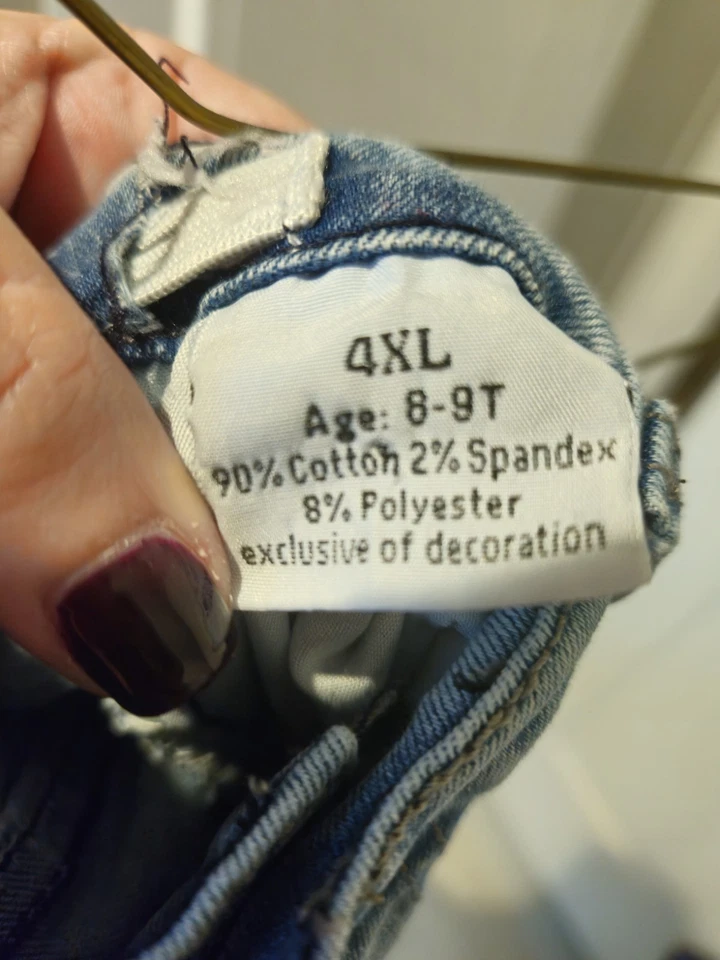 4XL
Age: 8-9T
90% Cotton 2% Spandex
8% Polyester
exclusive of decoration